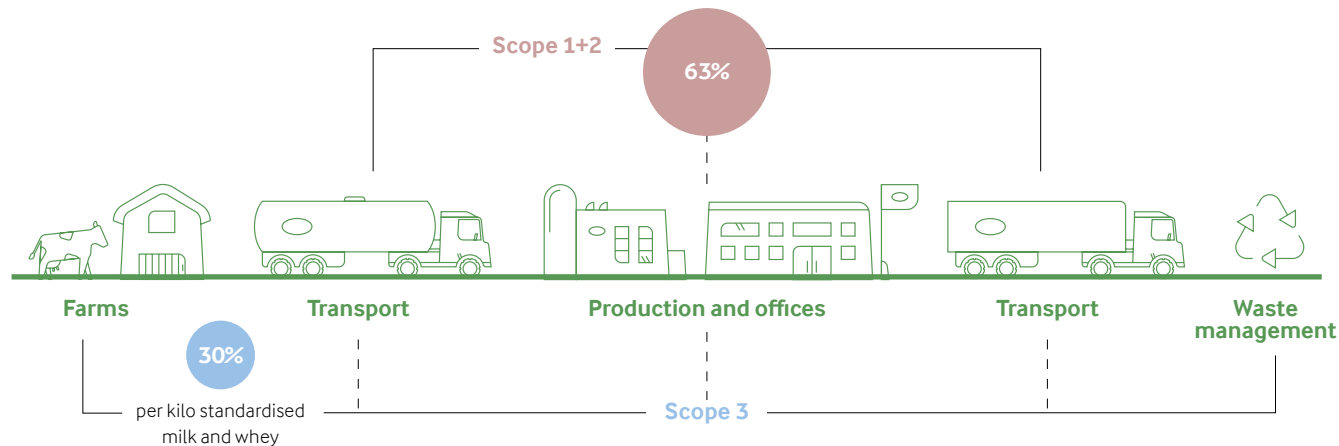 Scope 1+2
63%
Farms
Transport
Production and offices
Transport
Waste
management
30%
per kilo standardised
milk and whey
Scope 3